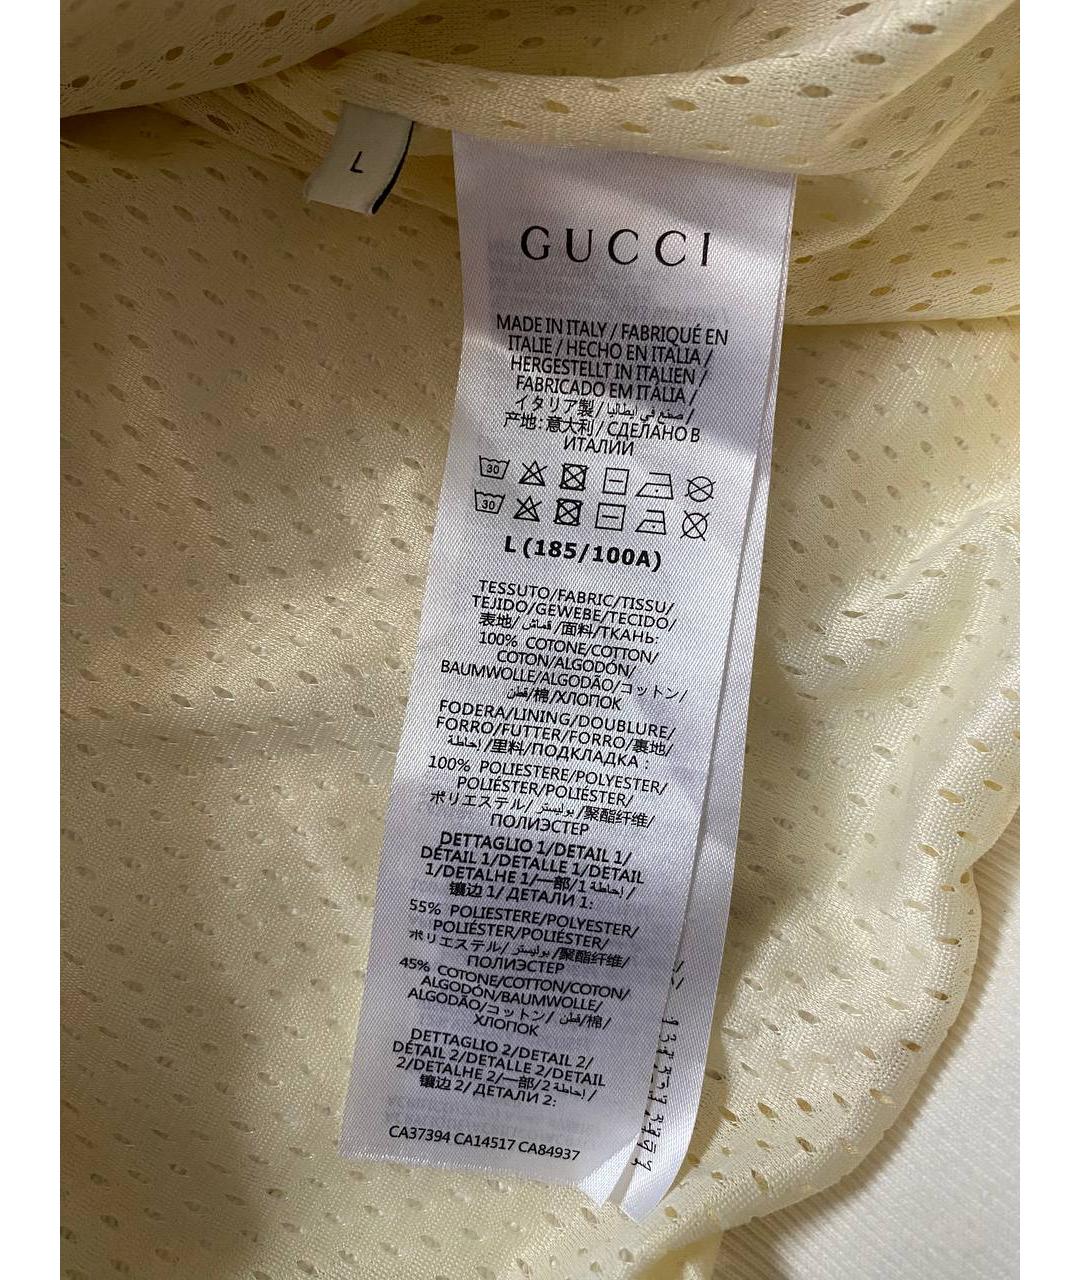 L
GUCCI
MADE IN ITALY / FABRIQUÉ EN
ITALIE / HECHO EN ITALIA /
HERGESTELLT IN ITALIEN /
FABRICADO EM ITÁLIA /
イタリア製 / صنع في إيطاليا /
产地: 意大利 / СДЕЛАНО В
ИТАЛИИ
30
30
L (185/100A)
TESSUTO/FABRIC/TISSU/
TEJIDO/GEWEBE/TECIDO/
表地/ قماش /面料/ТКАНЬ:
100% COTONE/COTTON/
COTON/ALGODÓN/
BAUMWOLLE/ALGODÃO/コットン/
قطن/棉/ХЛОПОК
FODERA/LINING/DOUBLURE/
FORRO/FUTTER/FORRO/裏地/
إحاطة /里料/ПОДКЛАДКА :
100% POLIESTERE/POLYESTER/
POLIÉSTER/POLIÉSTER/
ポリエステル/ بوليستر /聚酯纤维/
ПОЛИЭСТЕР
DETTAGLIO 1/DETAIL 1/
DÉTAIL 1/DETALLE 1/DETAIL
1/DETALHE 1/一部/1 إحاطة/
镶边 1/ ДЕТАЛИ 1:
55% POLIESTERE/POLYESTER/
POLIÉSTER/POLIÉSTER/
ポリエステル/ بوليستر /聚酯纤维/
ПОЛИЭСТЕР
45% COTONE/COTTON/COTON/
ALGODÓN/BAUMWOLLE/
ALGODÃO/コットン/ قطن/棉/
ХЛОПОК
DETTAGLIO 2/DETAIL 2/
DÉTAIL 2/DETALLE 2/DETAIL
2/DETALHE 2/一部/2 إحاطة/
镶边 2/ ДЕТАЛИ 2:
CA37394 CA14517 CA84937